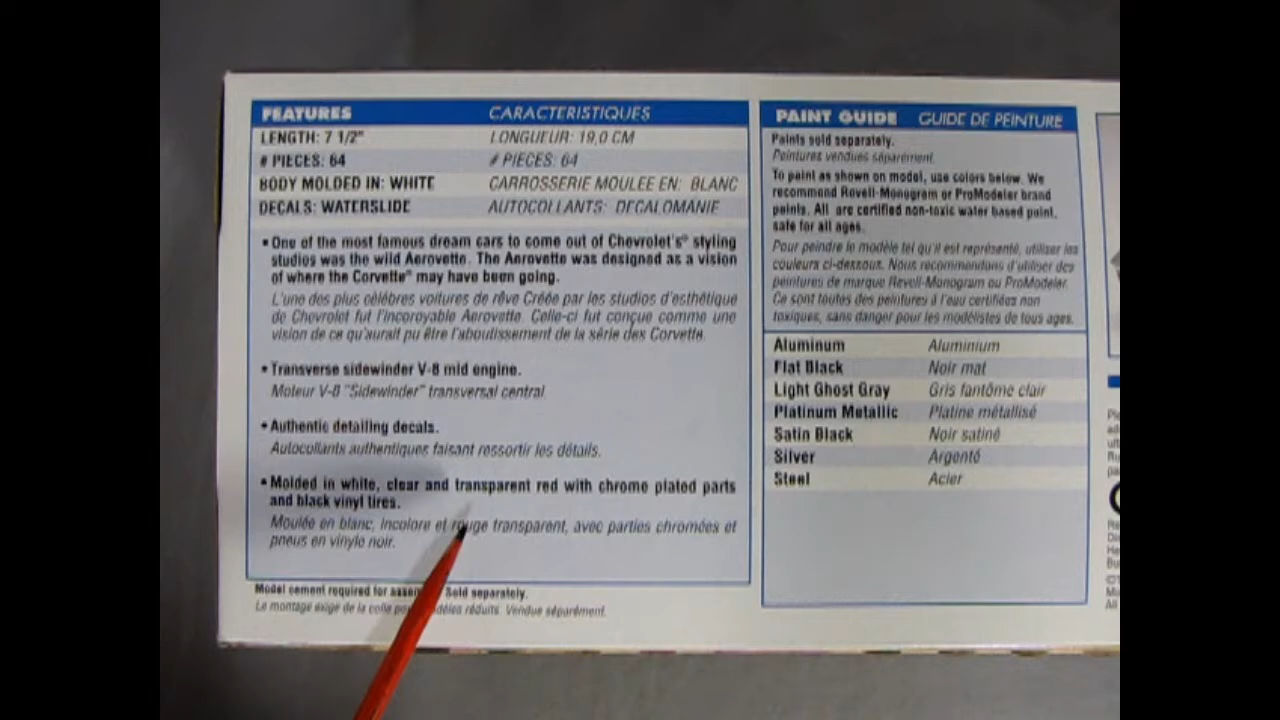 FEATURES CARACTERISTIQUES
LENGTH: 7 1/2" LONGUEUR: 19,0 CM
# PIECES: 64 # PIECES: 64
BODY MOLDED IN: WHITE CARROSSERIE MOULEE EN: BLANC
DECALS: WATERSLIDE AUTOCOLLANTS: DECALOMANIE
• One of the most famous dream cars to come out of Chevrolet's® styling
studios was the wild Aerovette. The Aerovette was designed as a vision
of where the Corvette® may have been going.
L'une des plus célèbres voitures de rêve Créée par les studios d'esthétique
de Chevrolet fut l'incoroyable Aerovette. Celle-ci fut conçue comme une
vision de ce qu'aurait pu être l'aboutissement de la série des Corvette.
• Transverse sidewinder V-8 mid engine.
Moteur V-8 "Sidewinder" transversal central.
• Authentic detailing decals.
Autocollants authentiques faisant ressortir les détails.
• Molded in white, clear and transparent red with chrome plated parts
and black vinyl tires.
Moulée en blanc, incolore et rouge transparent, avec parties chromées et
pneus en vinyle noir.
Model cement required for Sold separately.
Le montage exige de la colle réduits. Vendue séparément.
PAINT GUIDE GUIDE DE PEINTURE
Paints sold separately.
Peintures vendues séparément.
To paint as shown on model, use colors below. We
recommend Revell-Monogram or ProModeler brand
paints. All are certified non-toxic water based paint,
safe for all ages.
Pour peindre le modèle tel qu'il est représenté, utiliser les
couleurs ci-dessous. Nous recommandons d'utiliser des
peintures de marque Revell-Monogram ou ProModeler.
Ce sont toutes des peintures à l'eau certifiées non
toxiques, sans danger pour les modélistes de tous ages.
Aluminum Aluminium
Flat Black Noir mat
Light Ghost Gray Gris fantôme clair
Platinum Metallic Platine métallisé
Satin Black Noir satiné
Silver Argenté
Steel Acier